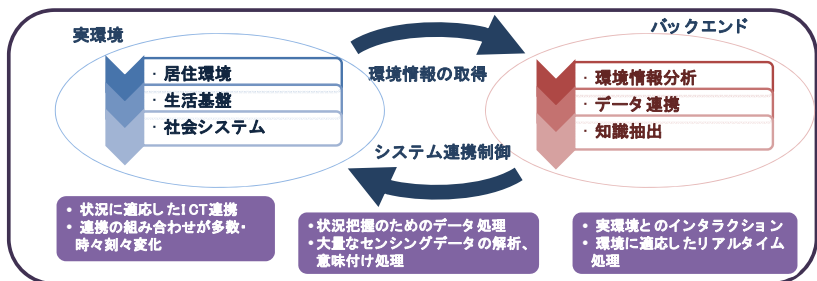 実環境
・居住環境
・生活基盤
・社会システム
環境情報の取得
システム連携制御
バックエンド
・環境情報分析
・データ連携
・知識抽出
• 状況に適応したICT連携
• 連携の組み合わせが多数・
時々刻々変化
•状況把握のためのデータ処理
•大量なセンシングデータの解析、
意味付け処理
• 実環境とのインタラクション
• 環境に適応したリアルタイム
処理